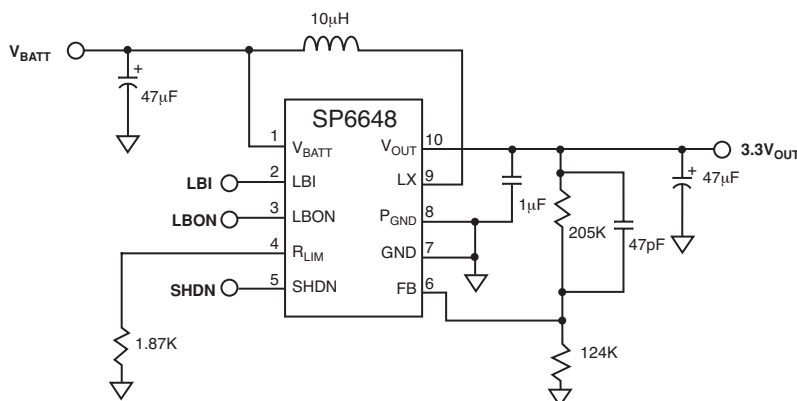 10μH
V_BATT
+
47μF
SP6648
1
V_BATT
V_OUT
10
3.3V_OUT
LBI
2
LBI
LX
9
+
47μF
LBON
3
LBON
P_GND
8
1μF
205K
47pF
4
R_LIM
GND
7
SHDN
5
SHDN
FB
6
1.87K
124K